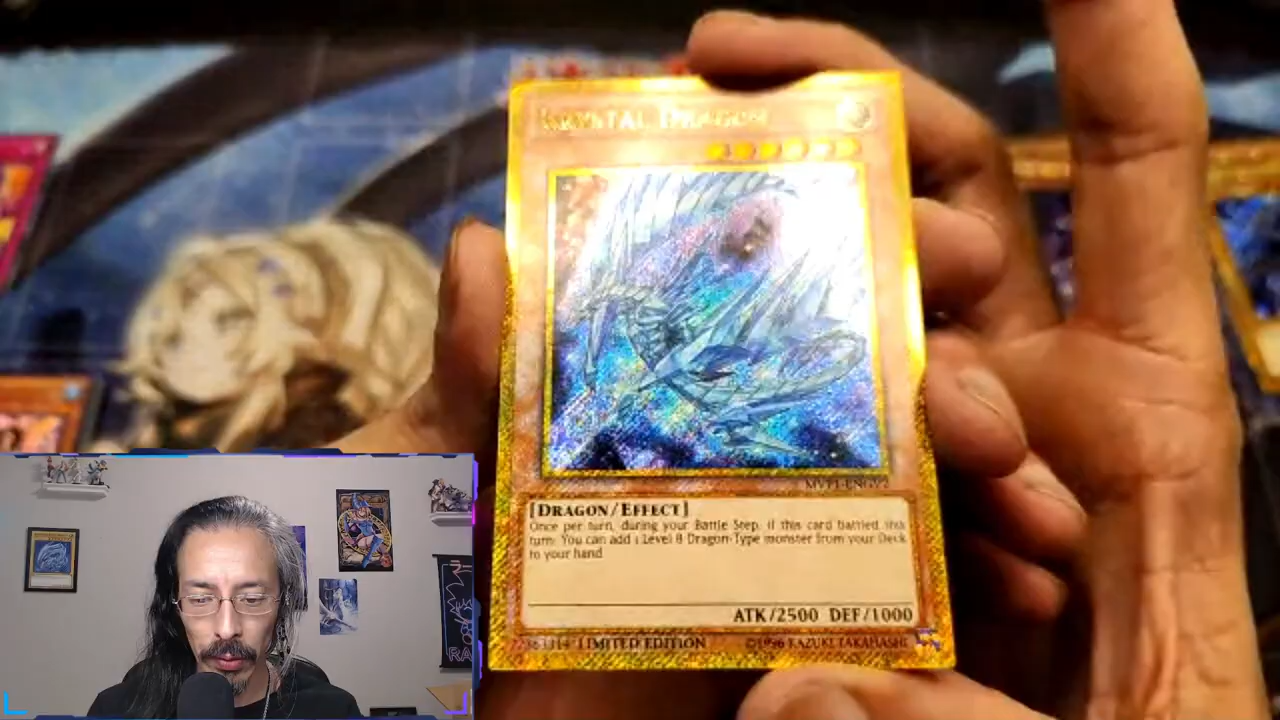 KRYSTAL DRAGON
[DRAGON/EFFECT]
Once per turn, during your Battle Step, if this card battled this
turn: You can add 1 Level 8 Dragon-Type monster from your Deck
to your hand
ATK/2500 DEF/1000
LIMITED EDITION
©1996 KAZUKI TAKAHASHI